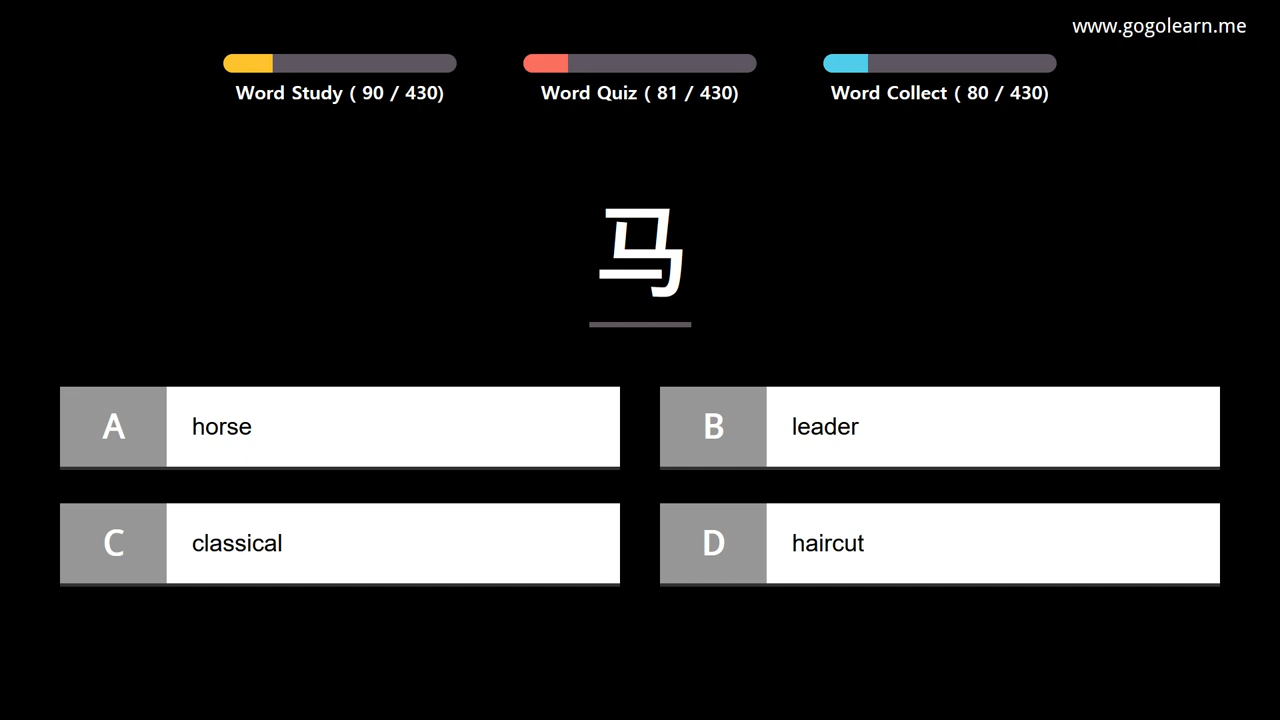 www.gogolearn.me
Word Study ( 90 / 430)
Word Quiz ( 81 / 430)
Word Collect ( 80 / 430)
马
A horse
B leader
C classical
D haircut